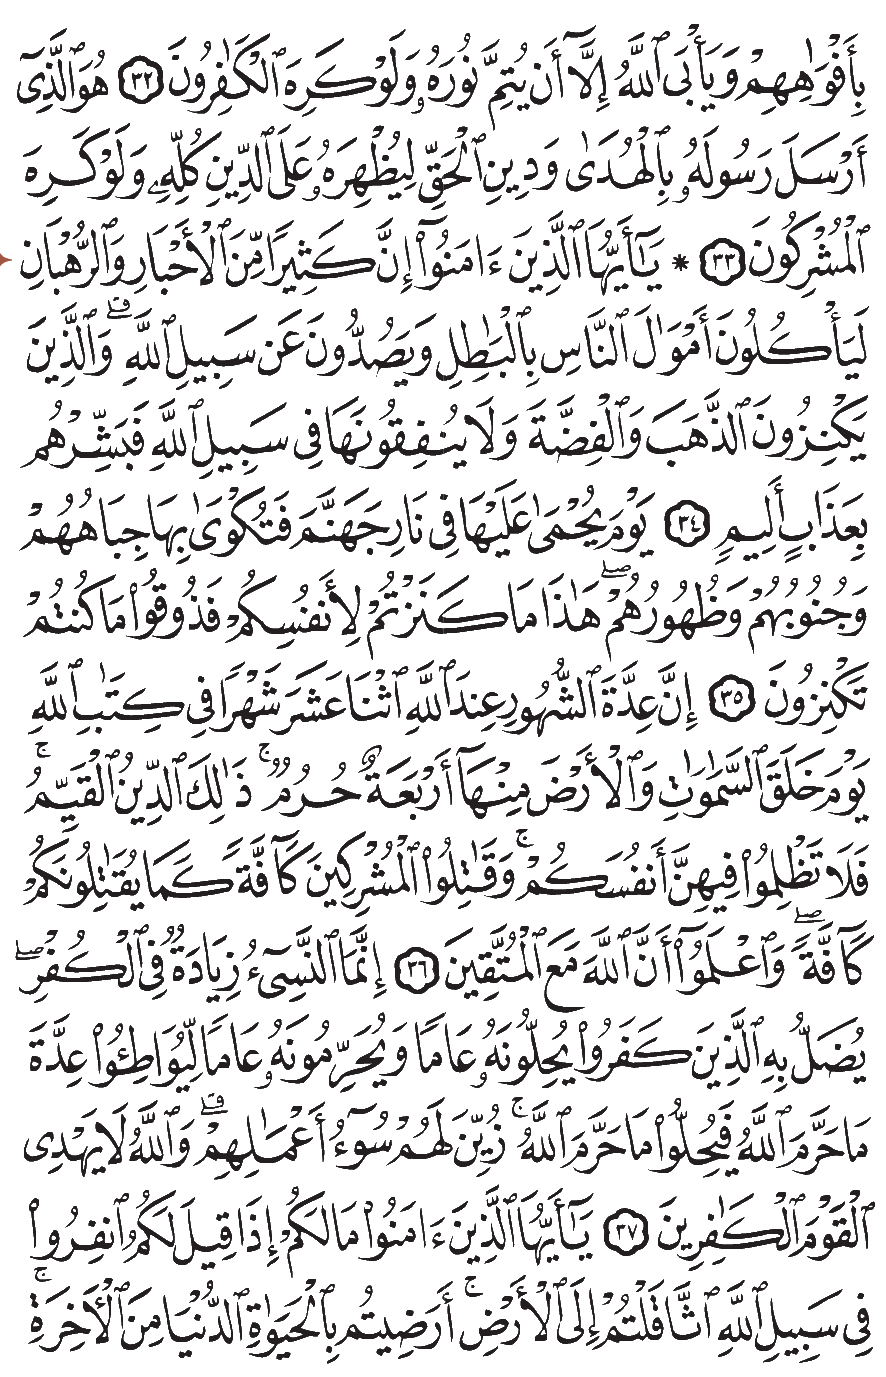 بِأَفْوَٰهِهِمْ وَيَأْبَى ٱللَّهُ إِلَّآ أَن يُتِمَّ نُورَهُۥ وَلَوْ كَرِهَ ٱلْكَٰفِرُونَ ٣٢ هُوَ ٱلَّذِىٓ
أَرْسَلَ رَسُولَهُۥ بِٱلْهُدَىٰ وَدِينِ ٱلْحَقِّ لِيُظْهِرَهُۥ عَلَى ٱلدِّينِ كُلِّهِۦ وَلَوْ كَرِهَ
ٱلْمُشْرِكُونَ ٣٣ * يَٰٓأَيُّهَا ٱلَّذِينَ ءَامَنُوٓا۟ إِنَّ كَثِيرًا مِّنَ ٱلْأَحْبَارِ وَٱلرُّهْبَانِ
لَيَأْكُلُونَ أَمْوَٰلَ ٱلنَّاسِ بِٱلْبَٰطِلِ وَيَصُدُّونَ عَن سَبِيلِ ٱللَّهِ ۗ وَٱلَّذِينَ
يَكْنِزُونَ ٱلذَّهَبَ وَٱلْفِضَّةَ وَلَا يُنفِقُونَهَا فِى سَبِيلِ ٱللَّهِ فَبَشِّرْهُم
بِعَذَابٍ أَلِيمٍ ٣٤ يَوْمَ يُحْمَىٰ عَلَيْهَا فِى نَارِ جَهَنَّمَ فَتُكْوَىٰ بِهَا جِبَاهُهُمْ
وَجُنُوبُهُمْ وَظُهُورُهُمْ ۖ هَٰذَا مَا كَنَزْتُمْ لِأَنفُسِكُمْ فَذُوقُوا۟ مَا كُنتُمْ
تَكْنِزُونَ ٣٥ إِنَّ عِدَّةَ ٱلشُّهُورِ عِندَ ٱللَّهِ ٱثْنَا عَشَرَ شَهْرًا فِى كِتَٰبِ ٱللَّهِ
يَوْمَ خَلَقَ ٱلسَّمَٰوَٰتِ وَٱلْأَرْضَ مِنْهَآ أَرْبَعَةٌ حُرُمٌ ۚ ذَٰلِكَ ٱلدِّينُ ٱلْقَيِّمُ ۚ
فَلَا تَظْلِمُوا۟ فِيهِنَّ أَنفُسَكُمْ ۚ وَقَٰتِلُوا۟ ٱلْمُشْرِكِينَ كَآفَّةً كَمَا يُقَٰتِلُونَكُمْ
كَآفَّةً ۖ وَٱعْلَمُوٓا۟ أَنَّ ٱللَّهَ مَعَ ٱلْمُتَّقِينَ ٣٦ إِنَّمَا ٱلنَّسِىٓءُ زِيَادَةٌ فِى ٱلْكُفْرِ ۖ
يُضَلُّ بِهِ ٱلَّذِينَ كَفَرُوا۟ يُحِلُّونَهُۥ عَامًا وَيُحَرِّمُونَهُۥ عَامًا لِّيُوَاطِـُٔوا۟ عِدَّةَ
مَا حَرَّمَ ٱللَّهُ فَيُحِلُّوا۟ مَا حَرَّمَ ٱللَّهُ ۚ زُيِّنَ لَهُمْ سُوٓءُ أَعْمَٰلِهِمْ ۗ وَٱللَّهُ لَا يَهْدِى
ٱلْقَوْمَ ٱلْكَٰفِرِينَ ٣٧ يَٰٓأَيُّهَا ٱلَّذِينَ ءَامَنُوا۟ مَا لَكُمْ إِذَا قِيلَ لَكُمُ ٱنفِرُوا۟
فِى سَبِيلِ ٱللَّهِ ٱثَّاقَلْتُمْ إِلَى ٱلْأَرْضِ ۚ أَرَضِيتُم بِٱلْحَيَوٰةِ ٱلدُّنْيَا مِنَ ٱلْـَٔاخِرَةِ ۚ